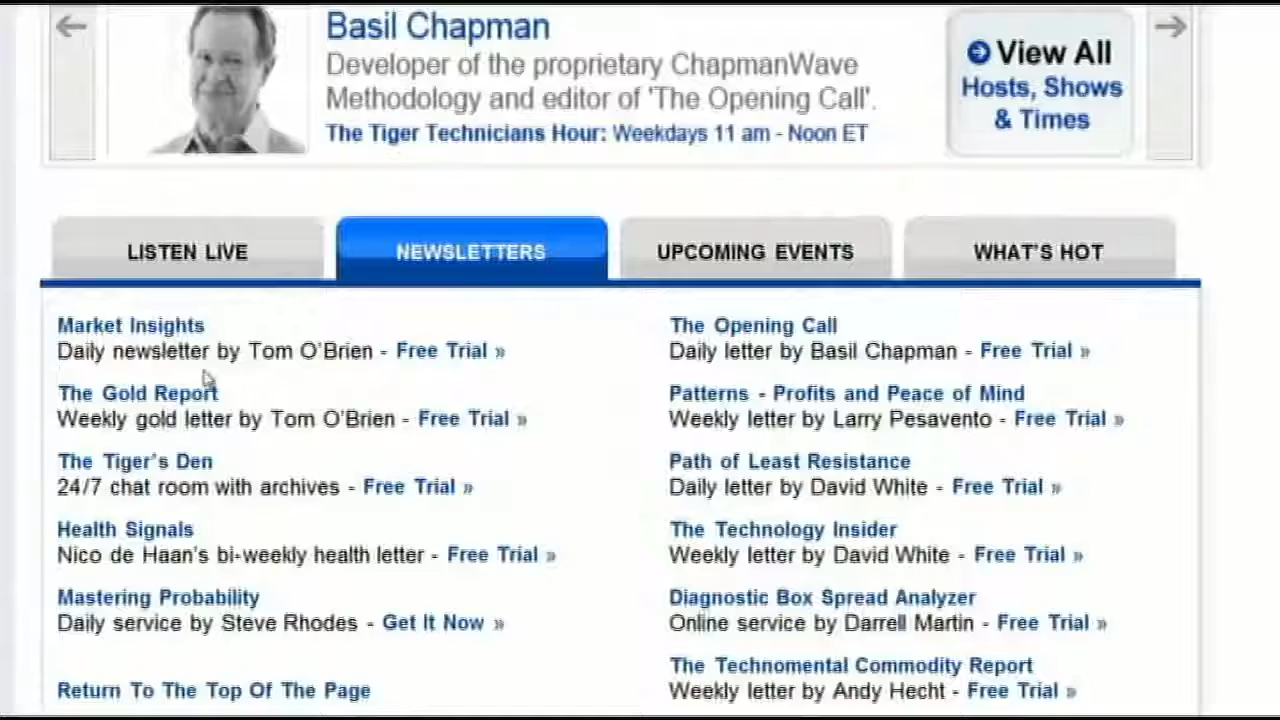 Basil Chapman
Developer of the proprietary ChapmanWave
Methodology and editor of 'The Opening Call'.
The Tiger Technicians Hour: Weekdays 11 am - Noon ET
View All
Hosts, Shows
& Times
LISTEN LIVE
NEWSLETTERS
UPCOMING EVENTS
WHAT'S HOT
Market Insights
Daily newsletter by Tom O'Brien - Free Trial »
The Gold Report
Weekly gold letter by Tom O'Brien - Free Trial »
The Tiger's Den
24/7 chat room with archives - Free Trial »
Health Signals
Nico de Haan's bi-weekly health letter - Free Trial »
Mastering Probability
Daily service by Steve Rhodes - Get It Now »
Return To The Top Of The Page
The Opening Call
Daily letter by Basil Chapman - Free Trial »
Patterns - Profits and Peace of Mind
Weekly letter by Larry Pesavento - Free Trial »
Path of Least Resistance
Daily letter by David White - Free Trial »
The Technology Insider
Weekly letter by David White - Free Trial »
Diagnostic Box Spread Analyzer
Online service by Darrell Martin - Free Trial »
The Technomental Commodity Report
Weekly letter by Andy Hecht - Free Trial »